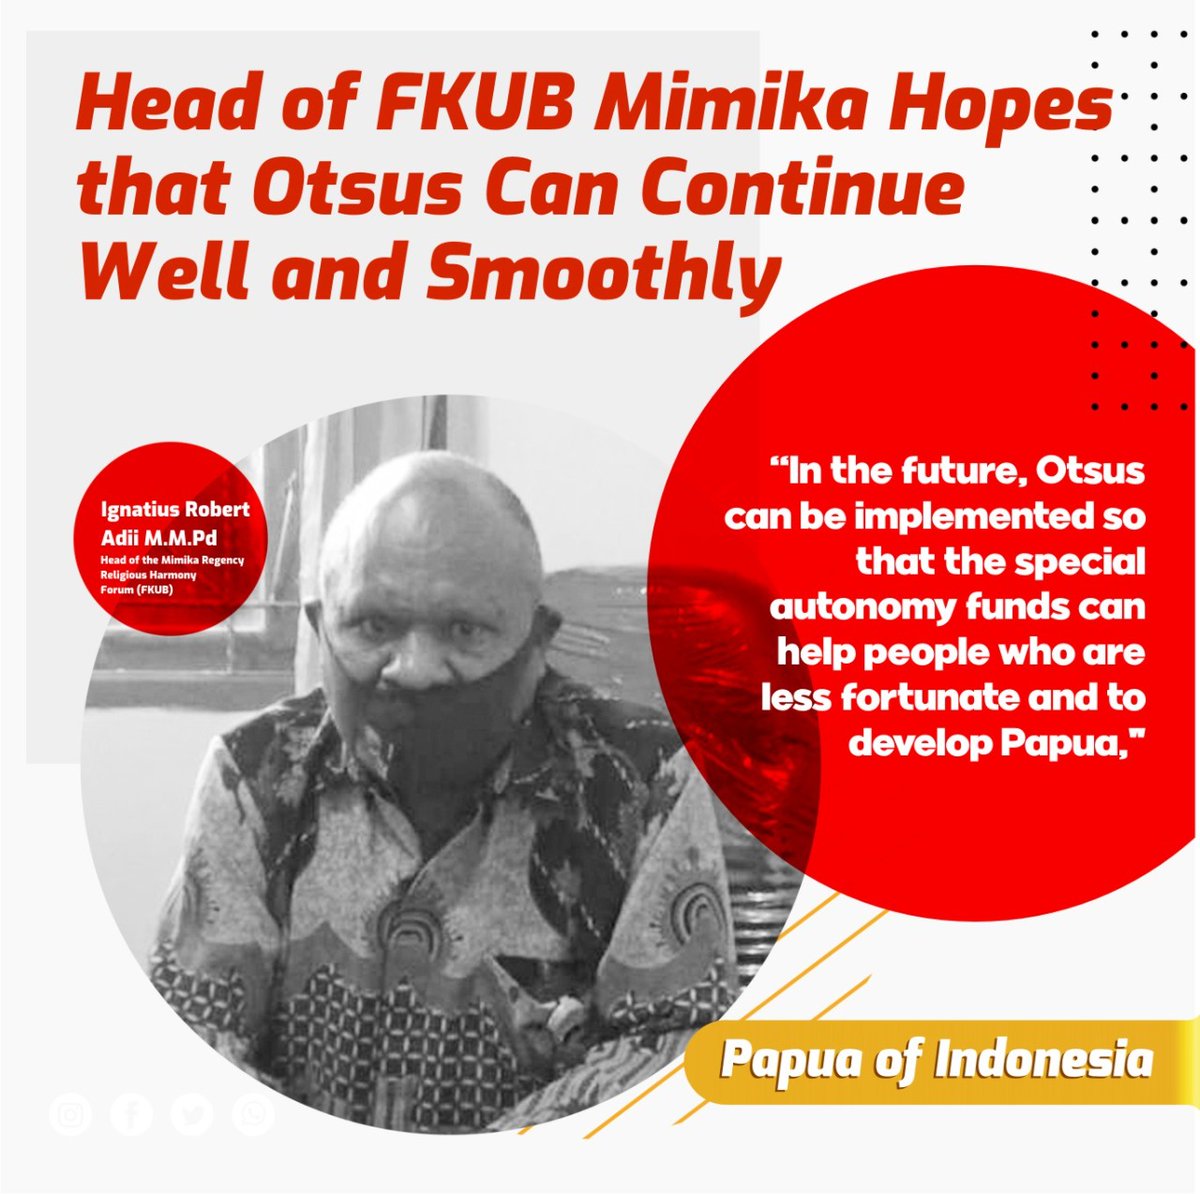 Head of FKUB Mimika Hopes
that Otsus Can Continue
Well and Smoothly
Ignatius Robert
Adii M.M.Pd
Head of the Mimika Regency
Religious Harmony
Forum (FKUB)
“In the future, Otsus
can be implemented so
that the special
autonomy funds can
help people who are
less fortunate and to
develop Papua,"
Papua of Indonesia